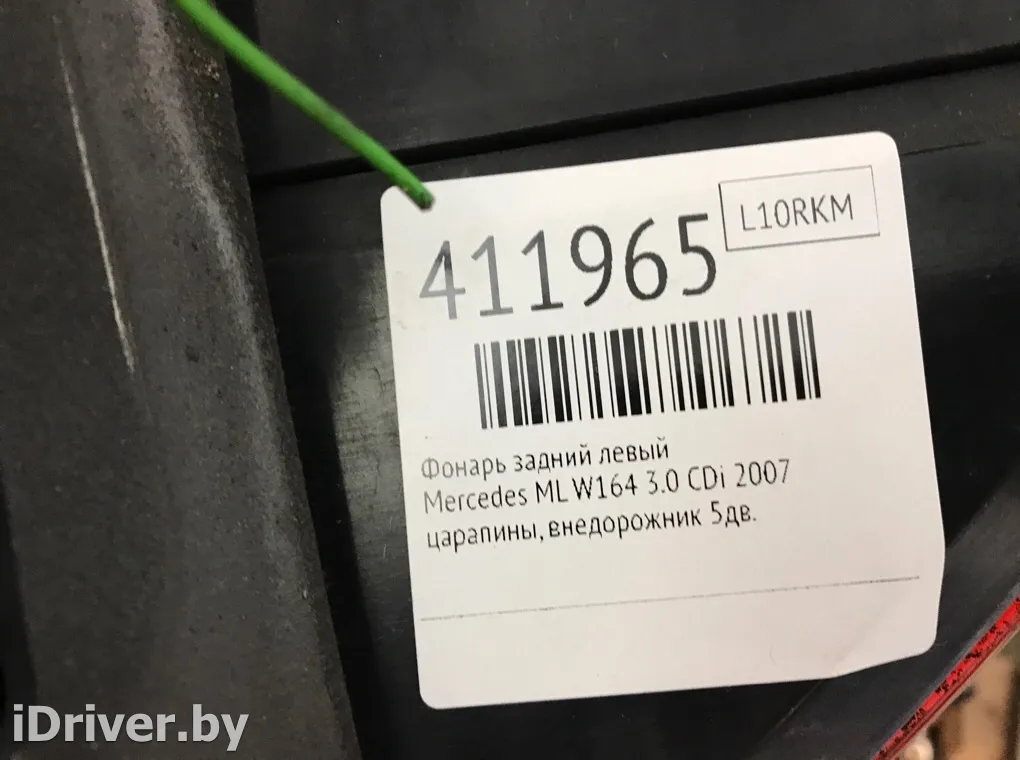 L10RKM
411965
Фонарь задний левый
Mercedes ML W164 3.0 CDi 2007
царапины, внедорожник 5дв.
iDriver.by